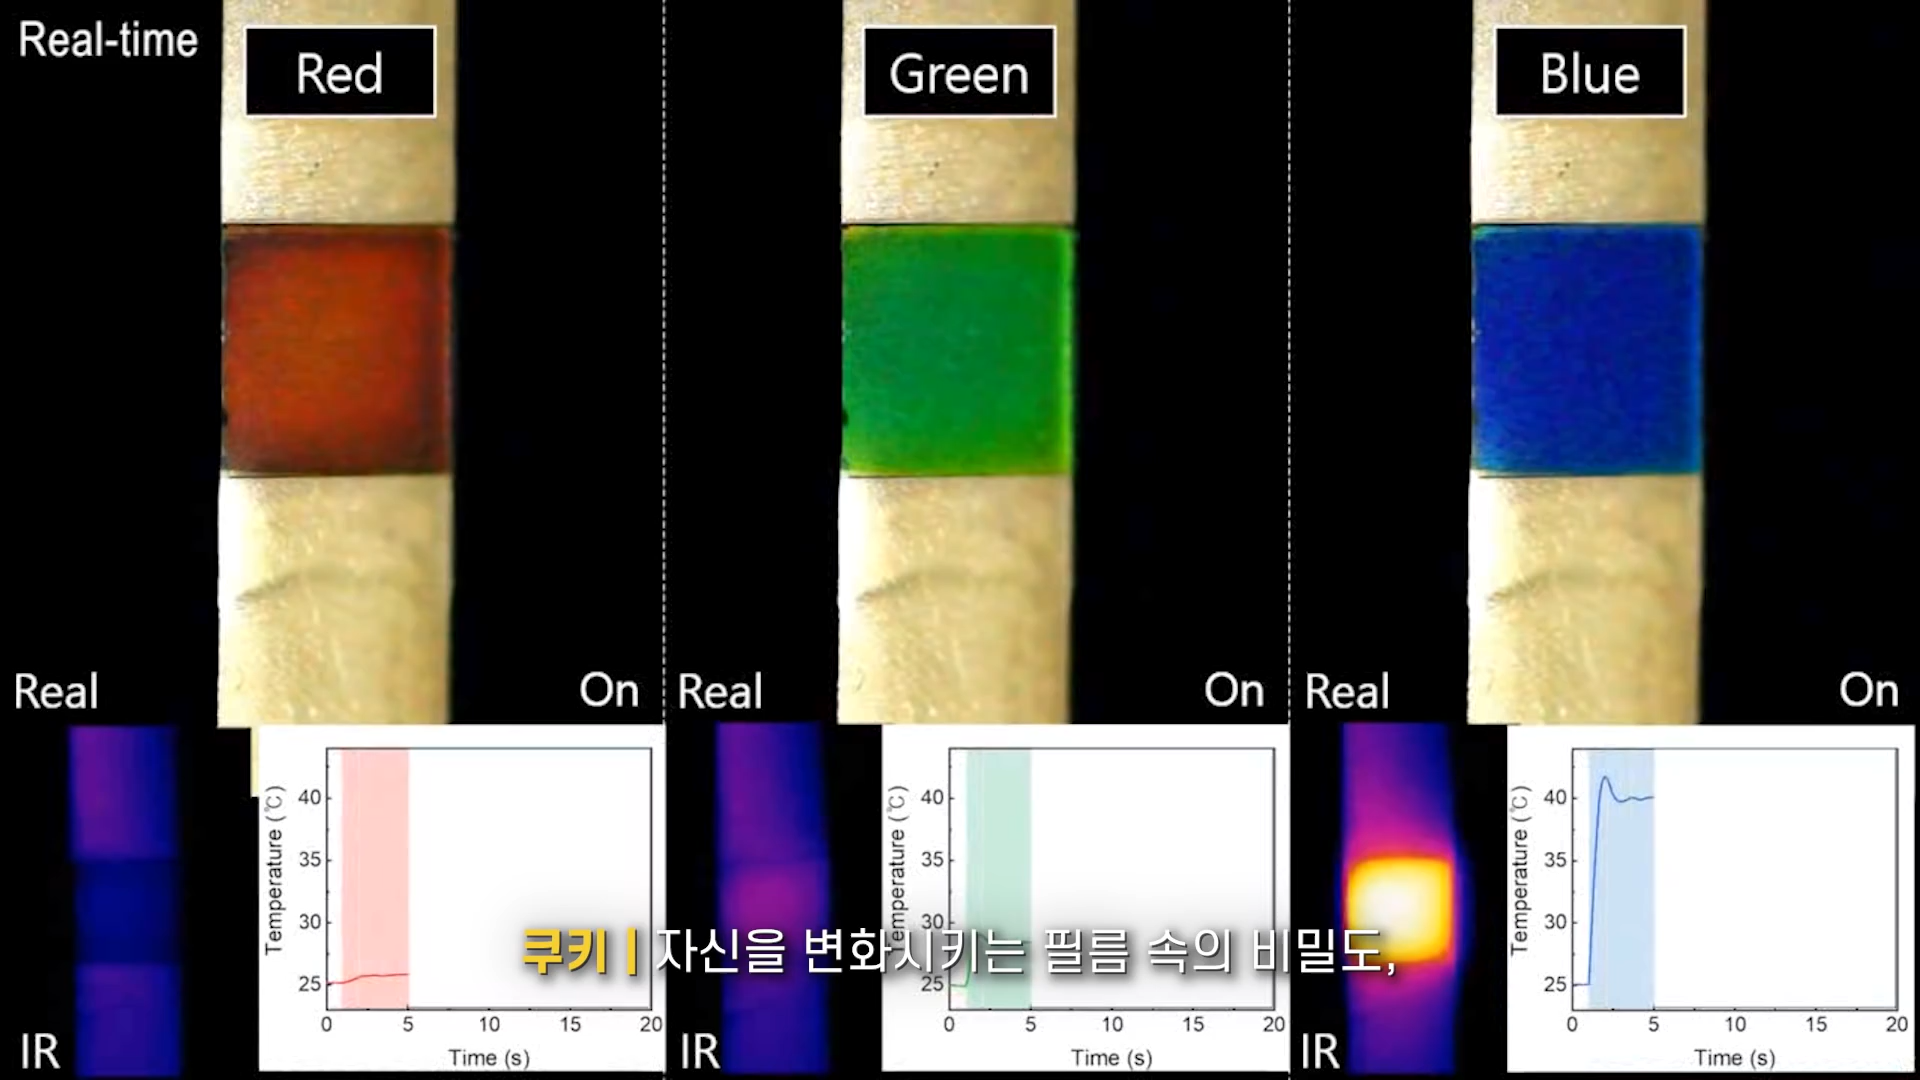 Real-time
Red
Green
Blue
Real
On
Real
On
Real
On
IR
Temperature (℃)
40
35
30
25
0
5
10
15
20
Time (s)
IR
Temperature (℃)
40
35
30
25
0
5
10
15
20
Time (s)
IR
Temperature (℃)
40
35
30
25
0
5
10
15
20
Time (s)
쿠키 | 자신을 변화시키는 필름 속의 비밀도,